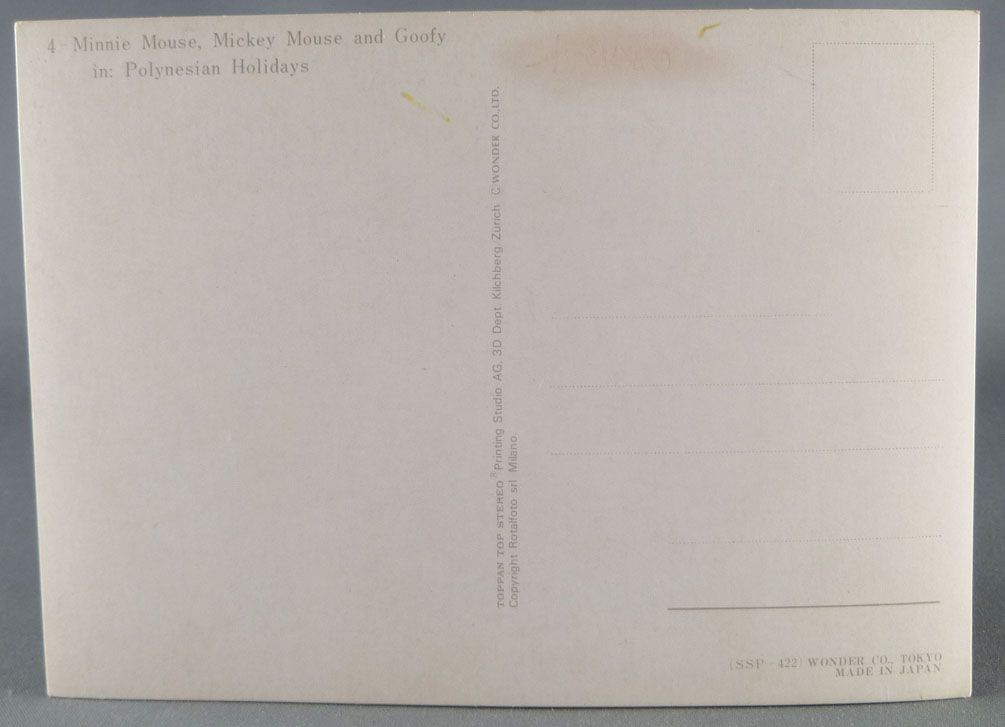 4 - Minnie Mouse, Mickey Mouse and Goofy
in: Polynesian Holidays
TOPPAN TOP STEREO® Printing Studio AG. 3D Dept. Kilchberg/Zürich C WONDER CO.,LTD.
Copyright Rotalfoto srl Milano
(SSP-422) WONDER CO., TOKYO
MADE IN JAPAN